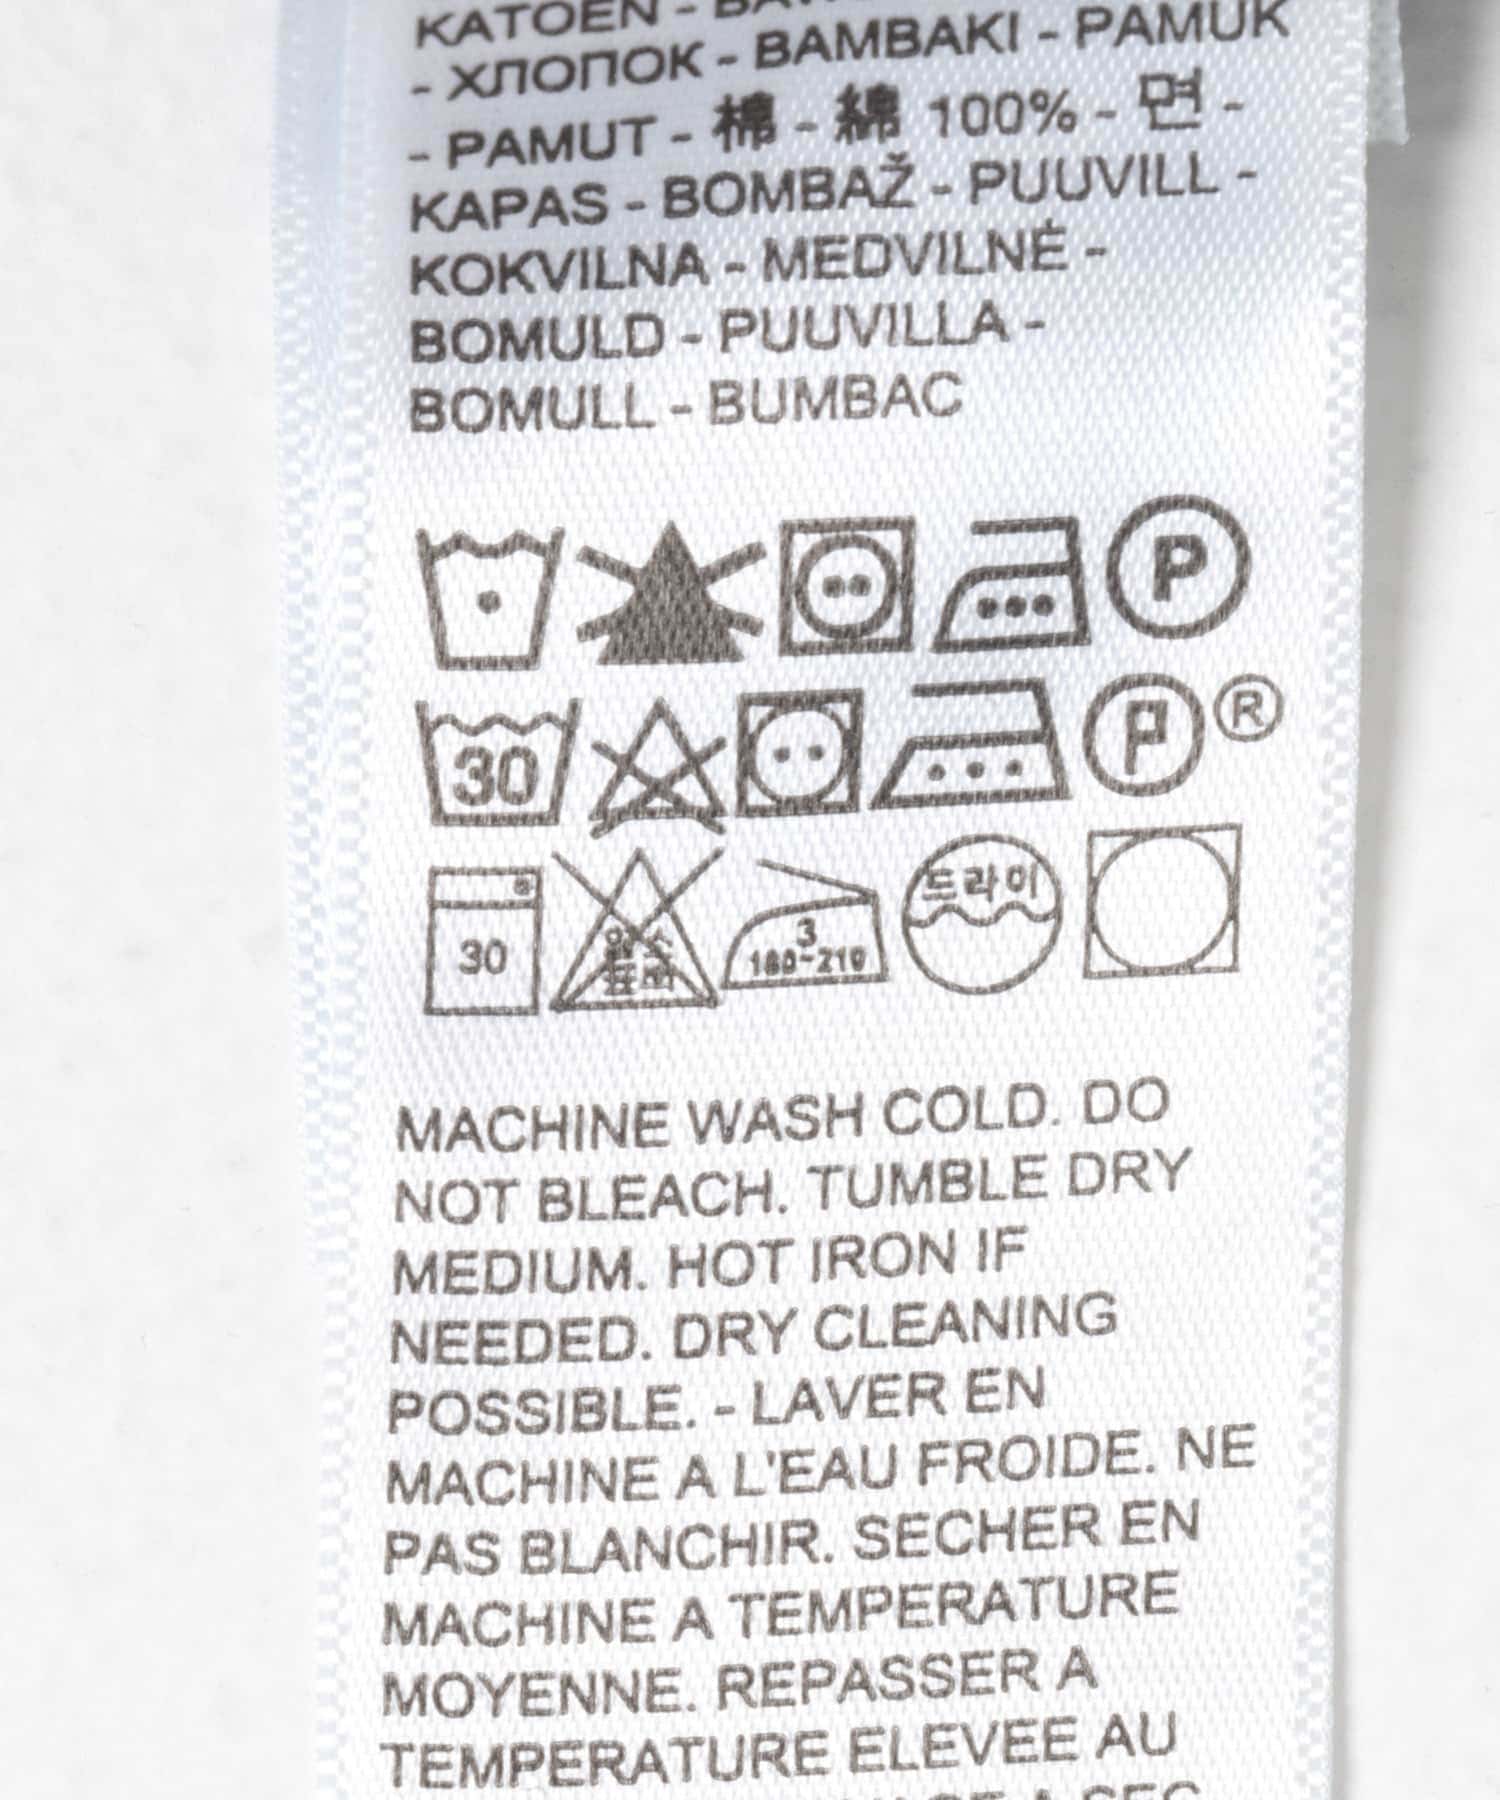 KATOEN -
- ХЛОПОК - BAMBAKI - PAMUK
- PAMUT - 棉 - 綿 100% - 면 -
KAPAS - BOMBAŽ - PUUVILL -
KOKVILNA - MEDVILNĖ -
BOMULD - PUUVILLA -
BOMULL - BUMBAC
P
30 P ®
30 3 드라이
180~210
MACHINE WASH COLD. DO
NOT BLEACH. TUMBLE DRY
MEDIUM. HOT IRON IF
NEEDED. DRY CLEANING
POSSIBLE. - LAVER EN
MACHINE A L'EAU FROIDE. NE
PAS BLANCHIR. SECHER EN
MACHINE A TEMPERATURE
MOYENNE. REPASSER A
TEMPERATURE ELEVEE AU